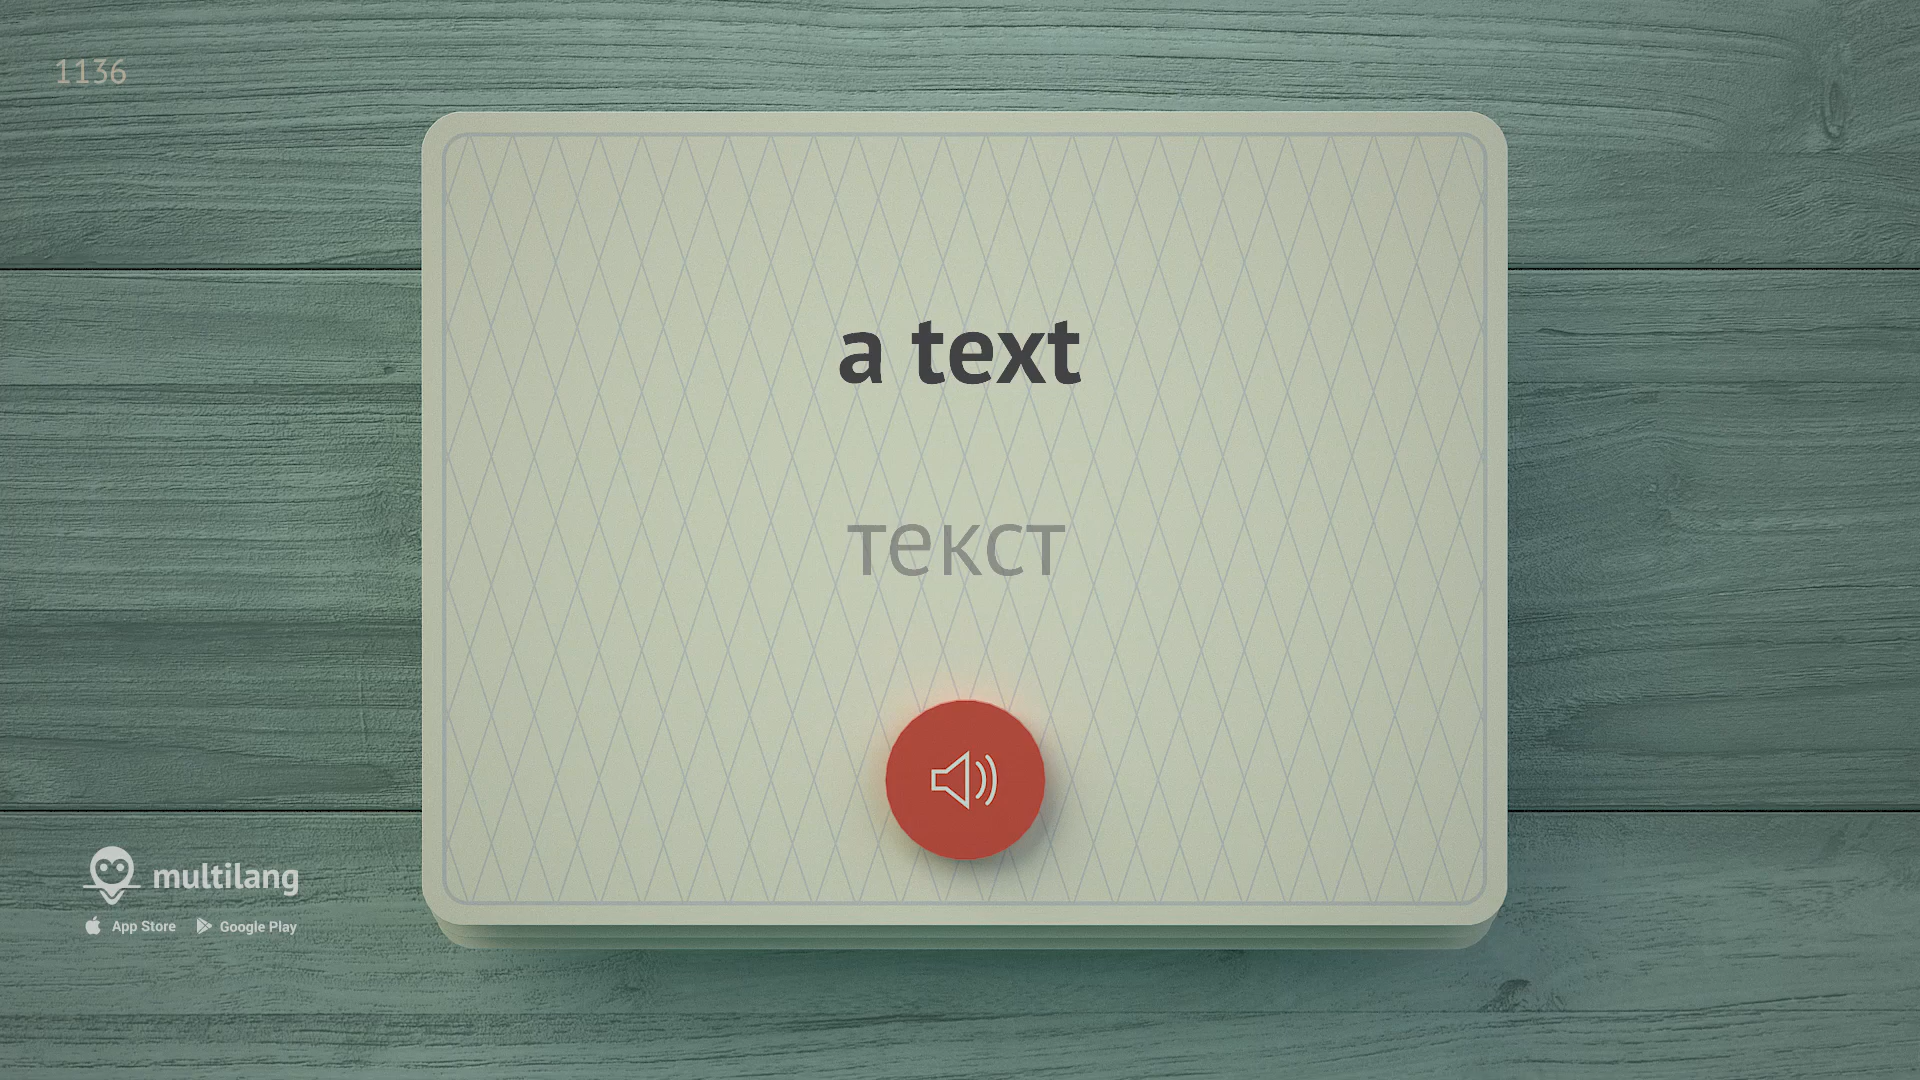 1136
a text
текст
multilang
App Store
Google Play